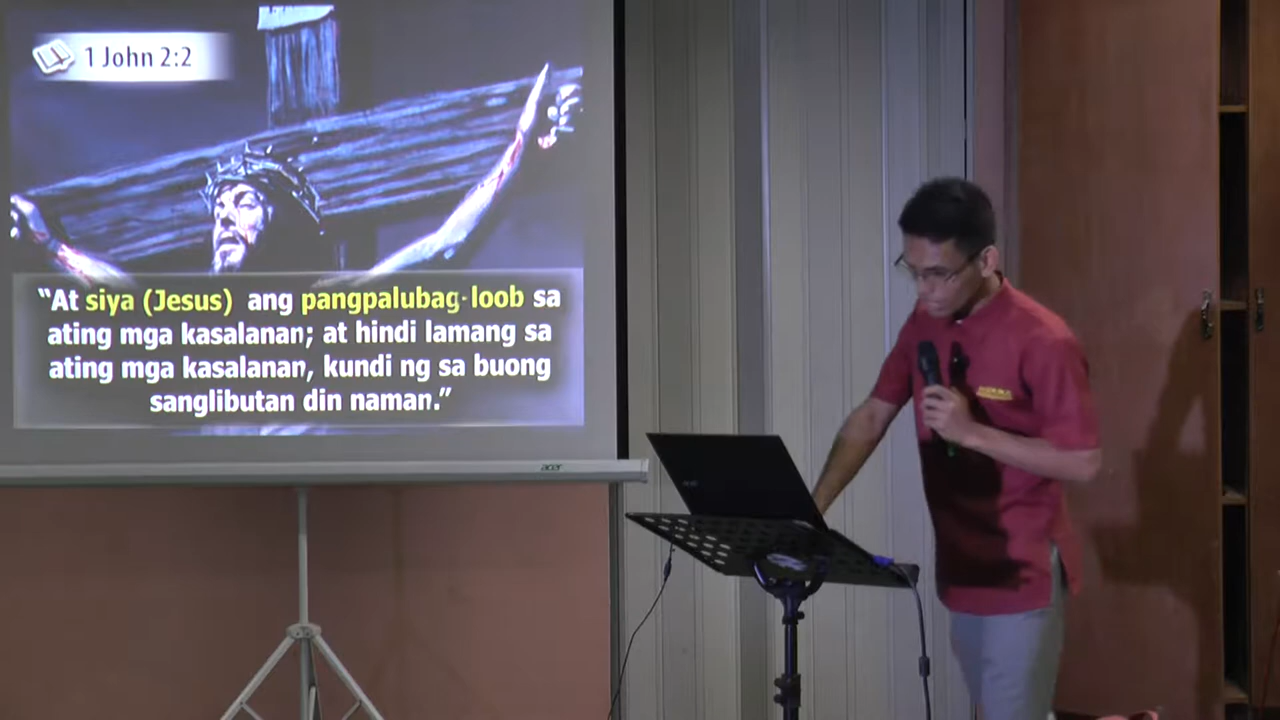 1 John 2:2
“At siya (Jesus) ang pangpalubag-loob sa
ating mga kasalanan; at hindi lamang sa
ating mga kasalanan, kundi ng sa buong
sanglibutan din naman.”
acer